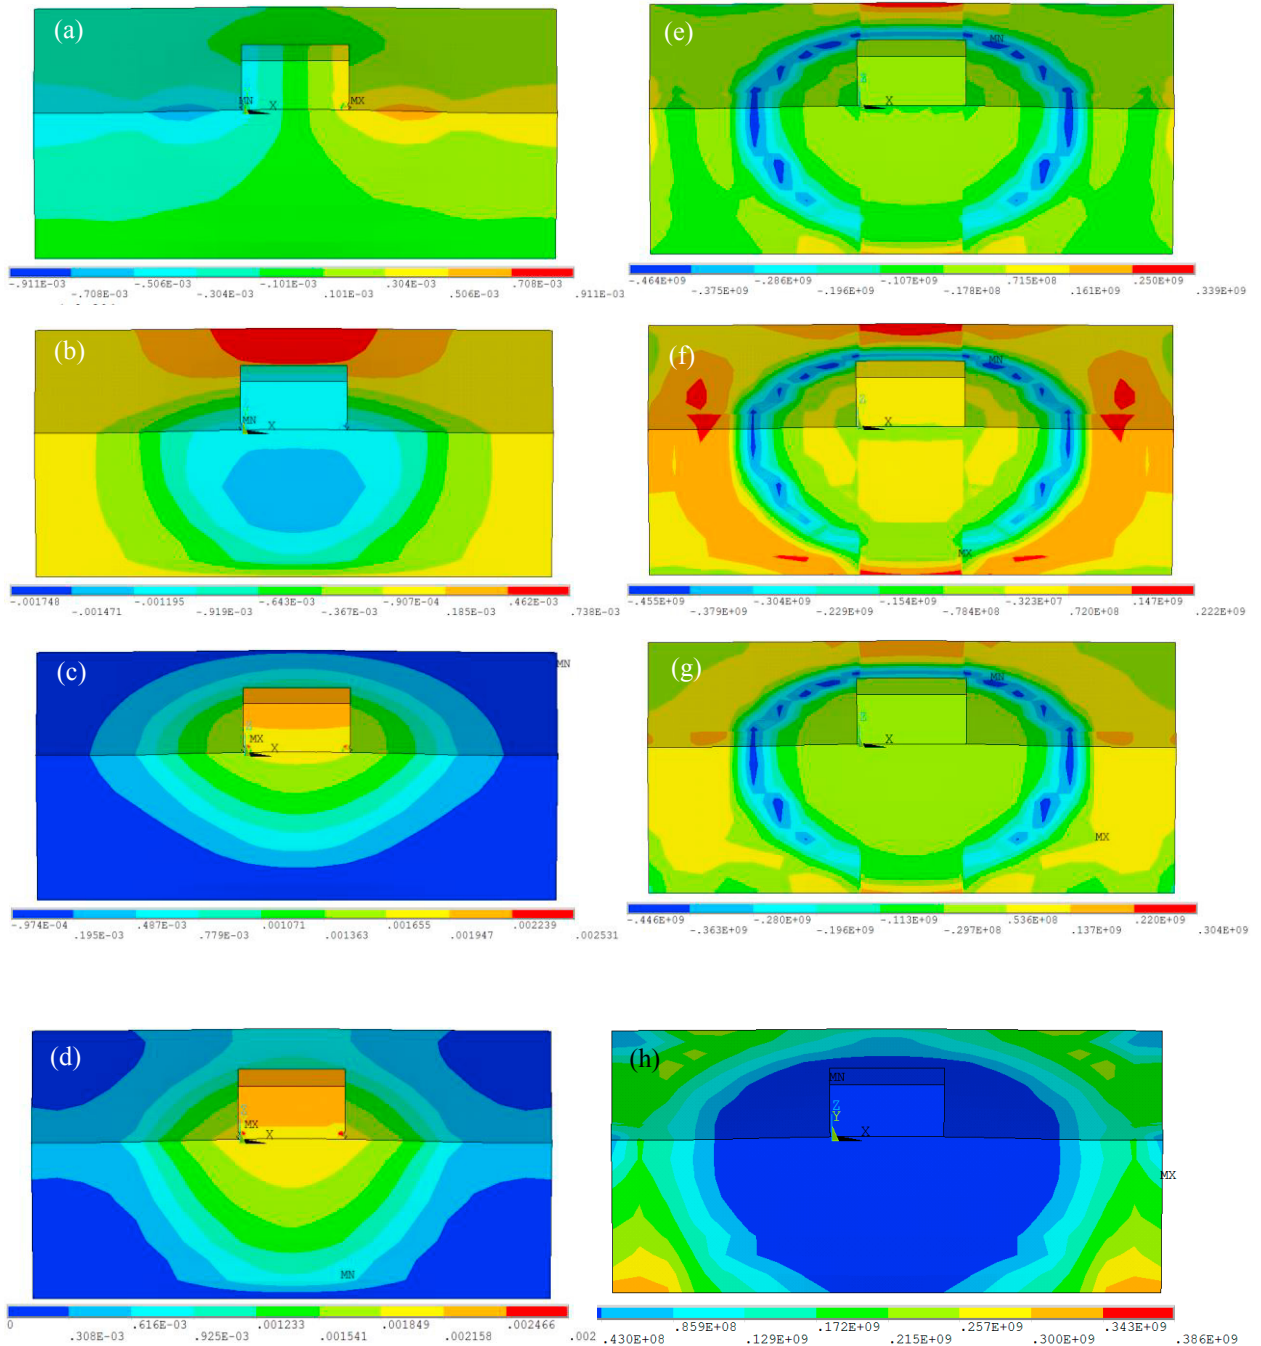 (a)
MN
X
MX
-.911E-03 -.506E-03 -.101E-03 .304E-03 .708E-03
-.708E-03 -.304E-03 .101E-03 .506E-03 .911E-03
(e)
MN
X
-.464E+09 -.286E+09 -.107E+09 .715E+08 .250E+09
-.375E+09 -.196E+09 -.178E+08 .161E+09 .339E+09
(b)
MN
X
-.001748 -.001195 -.643E-03 -.907E-04 .462E-03
-.001471 -.919E-03 -.367E-03 .185E-03 .738E-03
(f)
MN
Z
X
MX
-.455E+09 -.304E+09 -.154E+09 -.323E+07 .147E+09
-.379E+09 -.229E+09 -.784E+08 .720E+08 .222E+09
(c)
MN
Z
MX
X
-.974E-04 .487E-03 .001071 .001655 .002239
.195E-03 .779E-03 .001363 .001947 .002531
(g)
MN
Z
X
MX
-.446E+09 -.280E+09 -.113E+09 .536E+08 .220E+09
-.363E+09 -.196E+09 -.297E+08 .137E+09 .304E+09
(d)
Z
MX
X
MN
0 .616E-03 .001233 .001849 .002466
.308E-03 .925E-03 .001541 .002158 .002
(h)
MN
Z
Y
X
MX
.859E+08 .172E+09 .257E+09 .343E+09
.430E+08 .129E+09 .215E+09 .300E+09 .386E+09